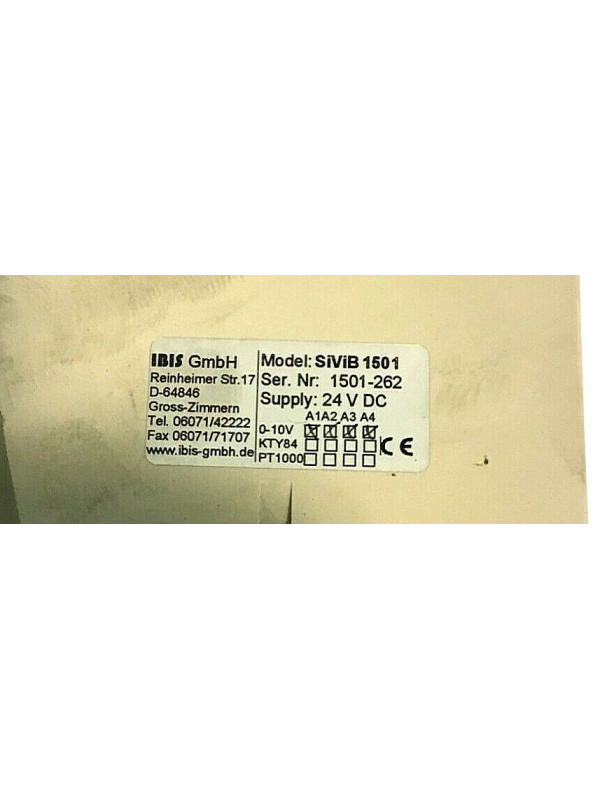 IBIS GmbH
Reinheimer Str.17
D-64846
Gross-Zimmern
Tel. 06071/42222
Fax 06071/71707
www.ibis-gmbh.de
Model: SiViB 1501
Ser. Nr: 1501-262
Supply: 24 V DC
A1 A2 A3 A4
0-10V
KTY84
PT1000
CE